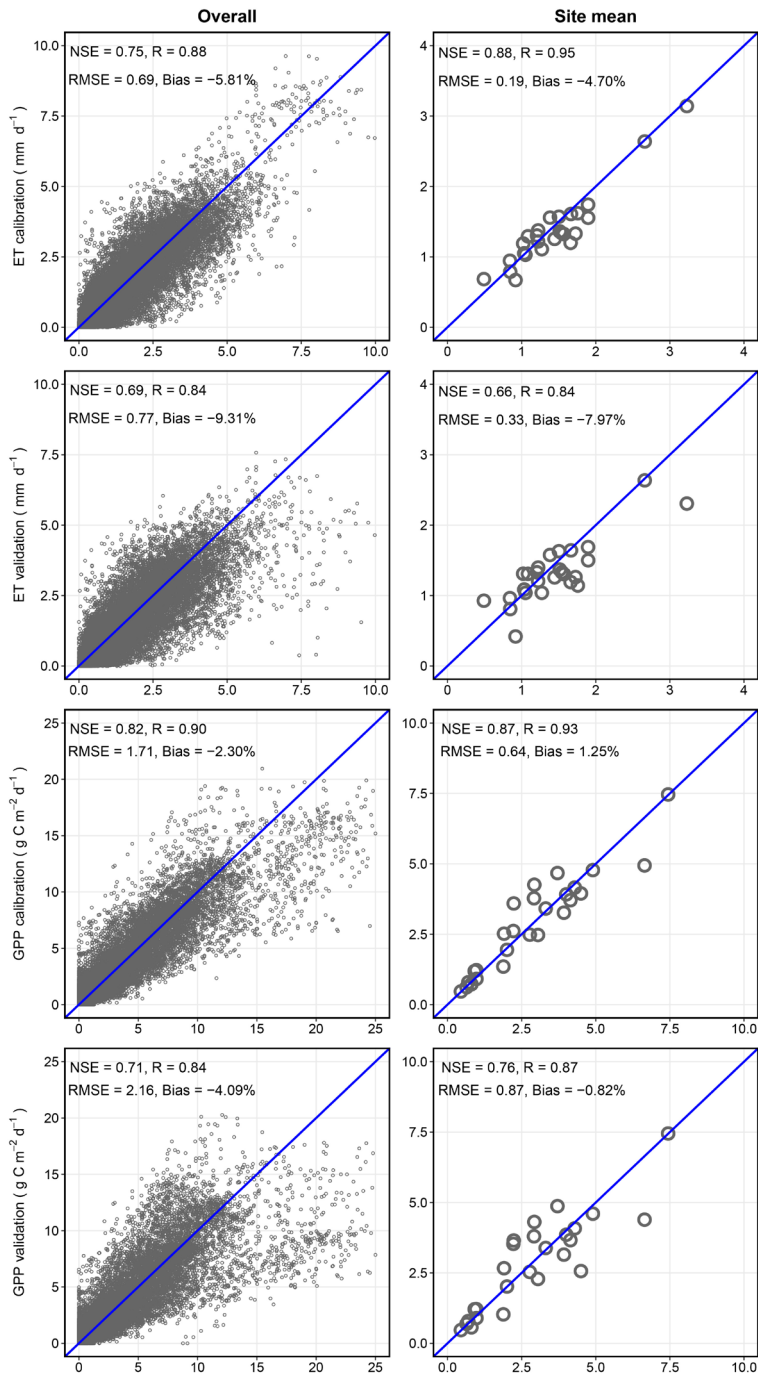 Overall
Site mean
ET calibration ( mm d⁻¹ )
10.0
7.5
5.0
2.5
0.0
NSE = 0.75, R = 0.88
RMSE = 0.69, Bias = −5.81%
0.0 2.5 5.0 7.5 10.0
4
3
2
1
0
NSE = 0.88, R = 0.95
RMSE = 0.19, Bias = −4.70%
0 1 2 3 4
ET validation ( mm d⁻¹ )
10.0
7.5
5.0
2.5
0.0
NSE = 0.69, R = 0.84
RMSE = 0.77, Bias = −9.31%
0.0 2.5 5.0 7.5 10.0
4
3
2
1
0
NSE = 0.66, R = 0.84
RMSE = 0.33, Bias = −7.97%
0 1 2 3 4
GPP calibration ( g C m⁻² d⁻¹ )
25
20
15
10
5
0
NSE = 0.82, R = 0.90
RMSE = 1.71, Bias = −2.30%
0 5 10 15 20 25
10.0
7.5
5.0
2.5
0.0
NSE = 0.87, R = 0.93
RMSE = 0.64, Bias = 1.25%
0.0 2.5 5.0 7.5 10.0
GPP validation ( g C m⁻² d⁻¹ )
25
20
15
10
5
0
NSE = 0.71, R = 0.84
RMSE = 2.16, Bias = −4.09%
0 5 10 15 20 25
10.0
7.5
5.0
2.5
0.0
NSE = 0.76, R = 0.87
RMSE = 0.87, Bias = −0.82%
0.0 2.5 5.0 7.5 10.0